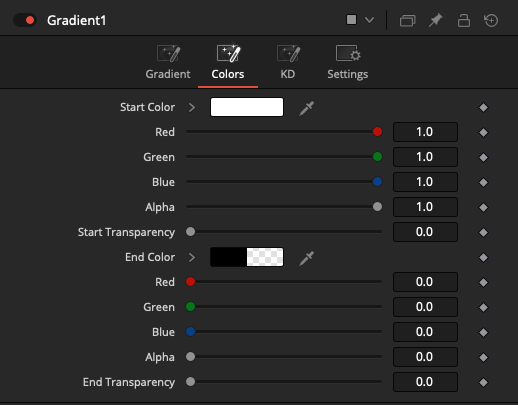 Gradient1
Gradient Colors KD Settings
Start Color
Red 1.0
Green 1.0
Blue 1.0
Alpha 1.0
Start Transparency 0.0
End Color
Red 0.0
Green 0.0
Blue 0.0
Alpha 0.0
End Transparency 0.0